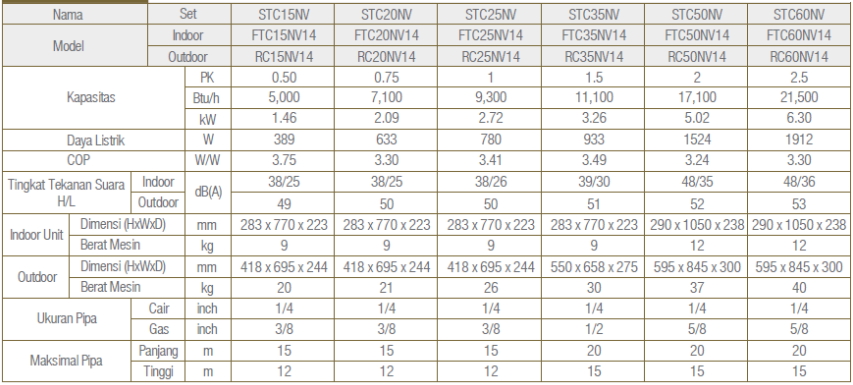 Nama Set STC15NV STC20NV STC25NV STC35NV STC50NV STC60NV
Model Indoor FTC15NV14 FTC20NV14 FTC25NV14 FTC35NV14 FTC50NV14 FTC60NV14
Outdoor RC15NV14 RC20NV14 RC25NV14 RC35NV14 RC50NV14 RC60NV14
Kapasitas PK 0.50 0.75 1 1.5 2 2.5
Btu/h 5,000 7,100 9,300 11,100 17,100 21,500
kW 1.46 2.09 2.72 3.26 5.02 6.30
Daya Listrik W 389 633 780 933 1524 1912
COP W/W 3.75 3.30 3.41 3.49 3.24 3.30
Tingkat Tekanan Suara H/L Indoor dB(A) 38/25 38/25 38/26 39/30 48/35 48/36
Outdoor 49 50 50 51 52 53
Indoor Unit Dimensi (HxWxD) mm 283 x 770 x 223 283 x 770 x 223 283 x 770 x 223 283 x 770 x 223 290 x 1050 x 238 290 x 1050 x 238
Berat Mesin kg 9 9 9 9 12 12
Outdoor Dimensi (HxWxD) mm 418 x 695 x 244 418 x 695 x 244 418 x 695 x 244 550 x 658 x 275 595 x 845 x 300 595 x 845 x 300
Berat Mesin kg 20 21 26 30 37 40
Ukuran Pipa Cair inch 1/4 1/4 1/4 1/4 1/4 1/4
Gas inch 3/8 3/8 3/8 1/2 5/8 5/8
Maksimal Pipa Panjang m 15 15 15 20 20 20
Tinggi m 12 12 12 15 15 15